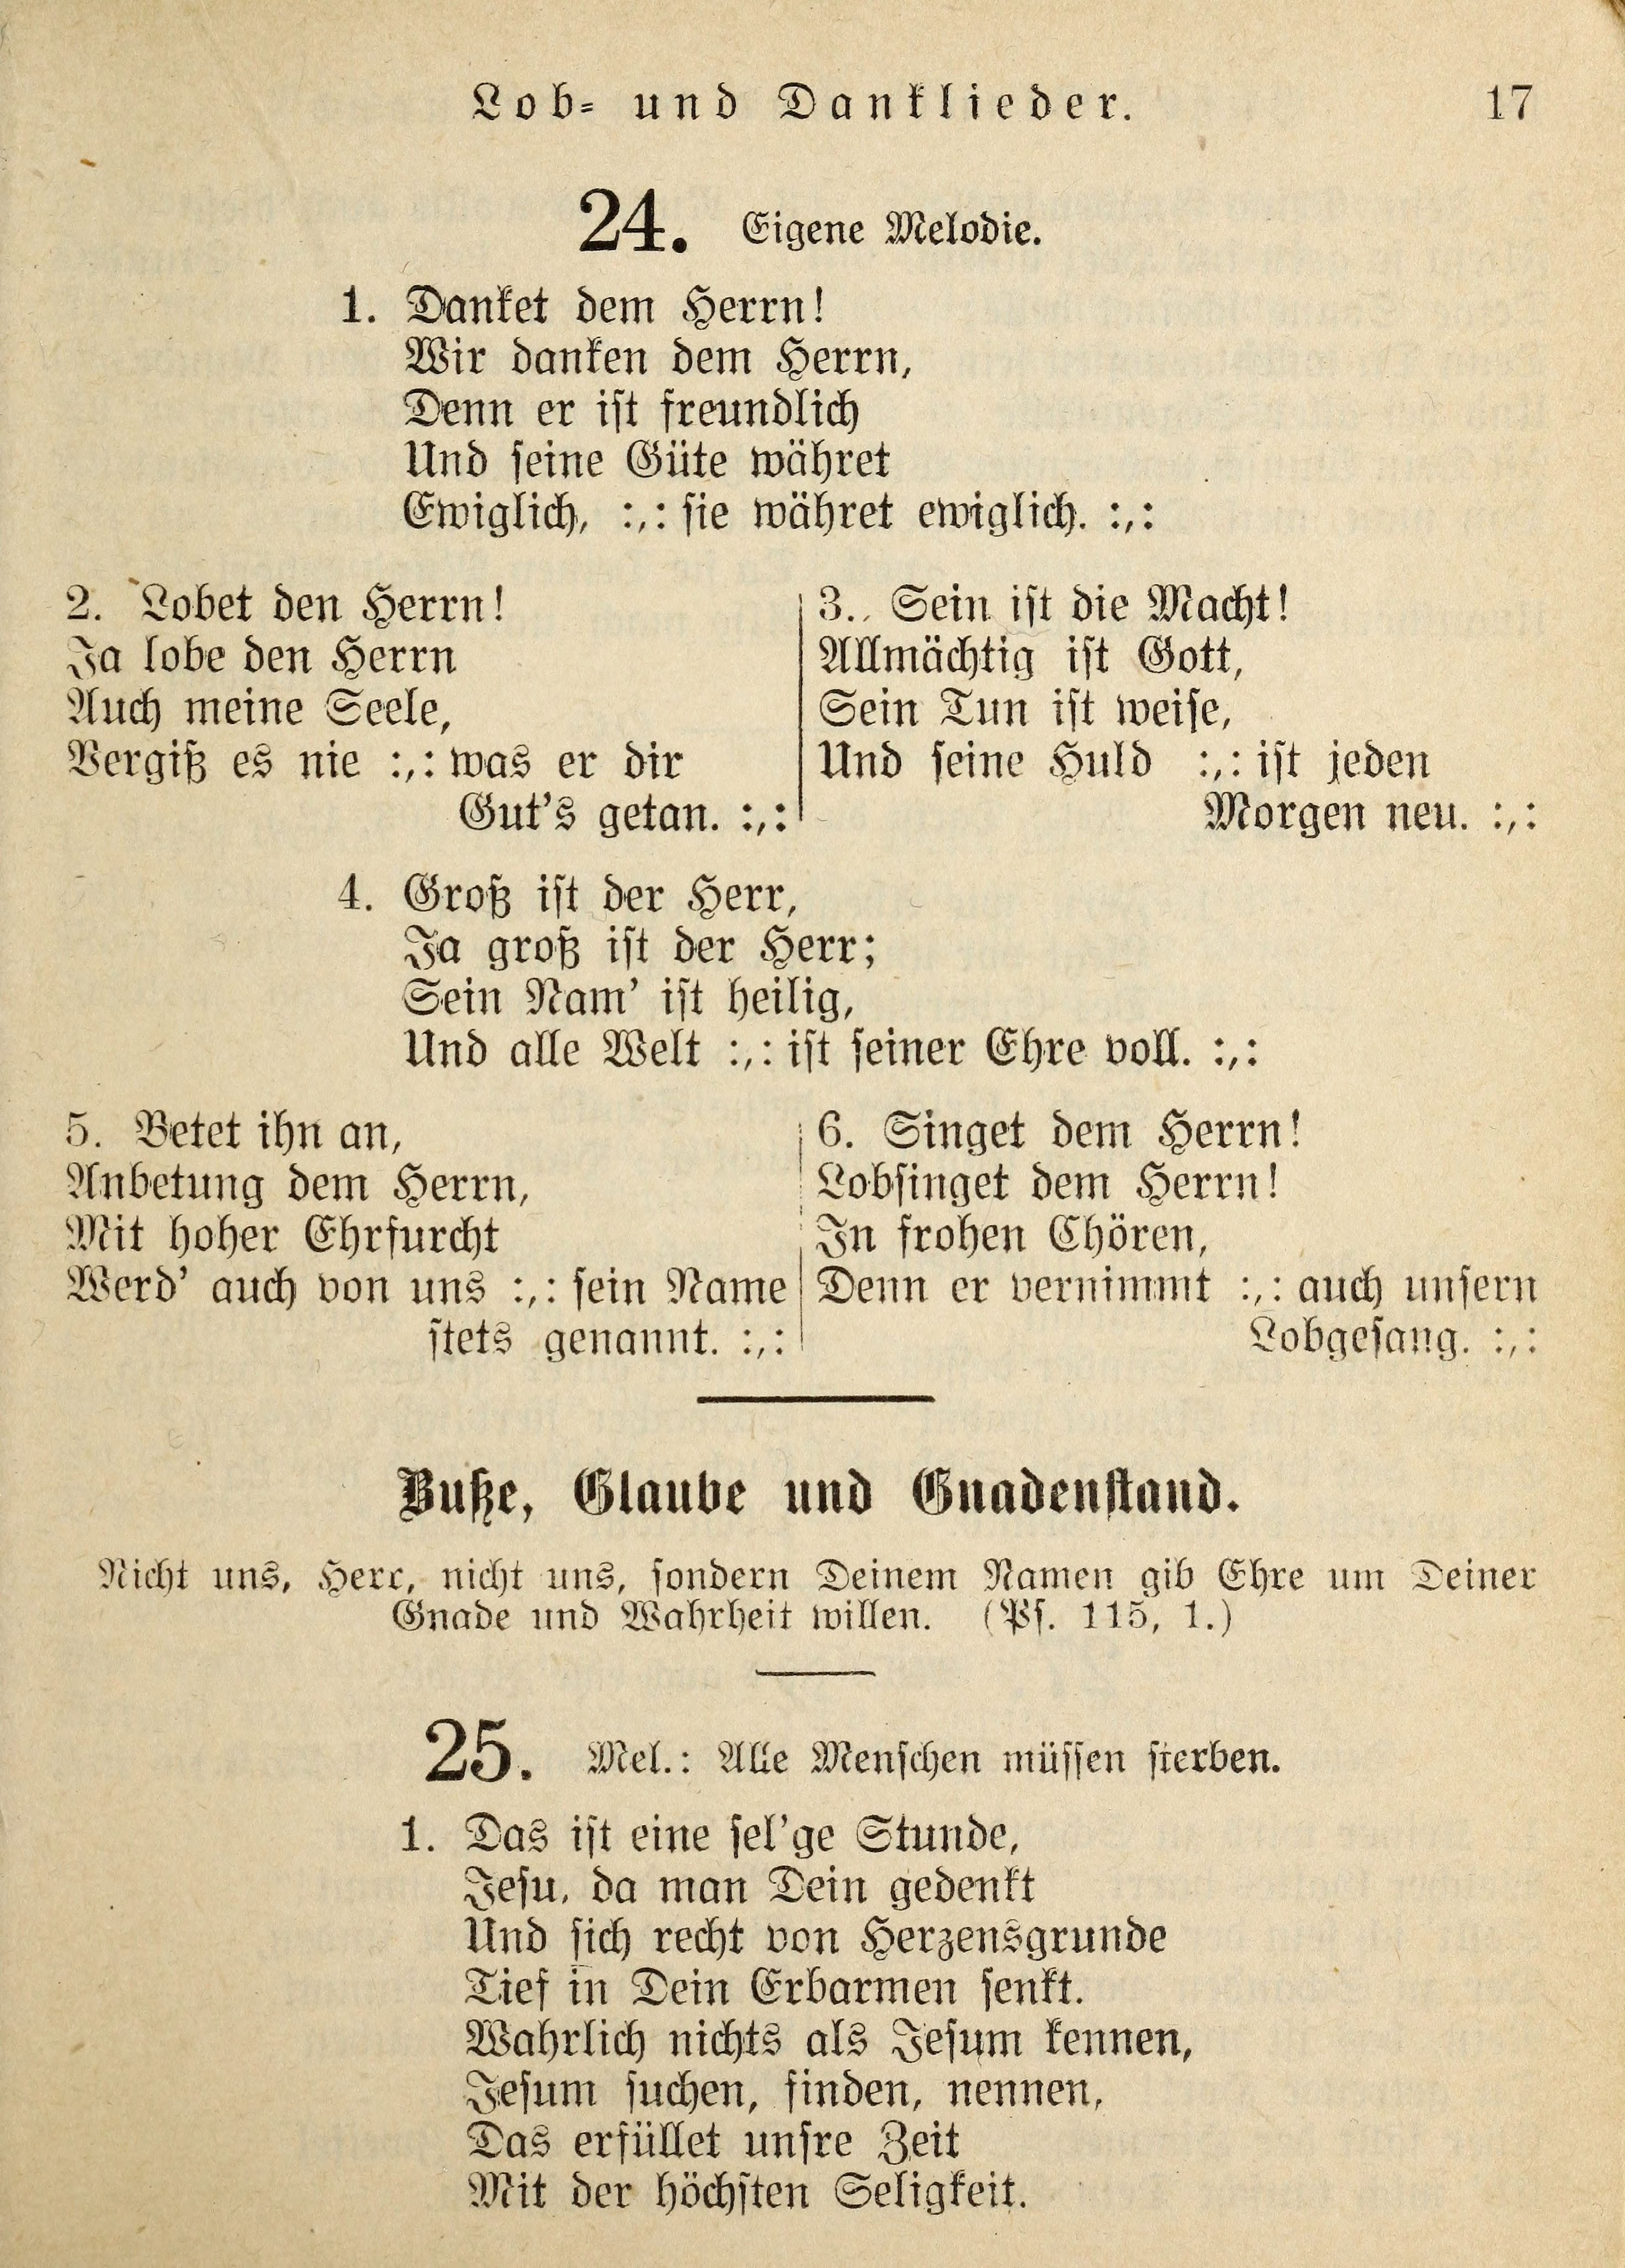 Lob- und Danklieder. 17
24. Eigene Melodie.
1. Danket dem Herrn!
Wir danken dem Herrn,
Denn er ist freundlich
Und seine Güte währet
Ewiglich, :,: sie währet ewiglich. :,:
2. Lobet den Herrn!
Ja lobe den Herrn
Auch meine Seele,
Vergiß es nie :,: was er dir
Gut's getan. :,:
3. Sein ist die Macht!
Allmächtig ist Gott,
Sein Tun ist weise,
Und seine Huld :,: ist jeden
Morgen neu. :,:
4. Groß ist der Herr,
Ja groß ist der Herr;
Sein Nam' ist heilig,
Und alle Welt :,: ist seiner Ehre voll. :,:
5. Betet ihn an,
Anbetung dem Herrn,
Mit hoher Ehrfurcht
Werd' auch von uns :,: sein Name
stets genannt. :,:
6. Singet dem Herrn!
Lobsinget dem Herrn!
In frohen Chören,
Denn er vernimmt :,: auch unsern
Lobgesang. :,:
Buße, Glaube und Gnadenstand.
Nicht uns, Herr, nicht uns, sondern Deinem Namen gib Ehre um Deiner
Gnade und Wahrheit willen. (Ps. 115, 1.)
25. Mel.: Alle Menschen müssen sterben.
1. Das ist eine sel'ge Stunde,
Jesu, da man Dein gedenkt
Und sich recht von Herzensgrunde
Tief in Dein Erbarmen senkt.
Wahrlich nichts als Jesum kennen,
Jesum suchen, finden, nennen,
Das erfüllet unsre Zeit
Mit der höchsten Seligkeit.